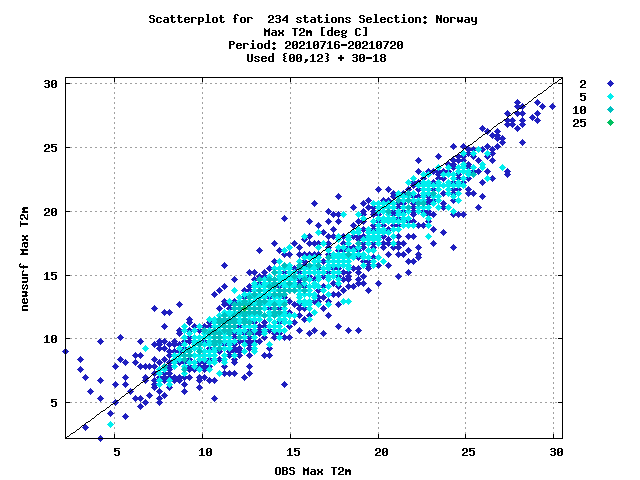 Scatterplot for  234 stations Selection: Norway
Max T2m [deg C]
Period: 20210716-20210720
Used {00,12} + 30-18
2
5
10
25
30
25
20
15
10
5
newsurf Max T2m
5
10
15
20
25
30
OBS Max T2m